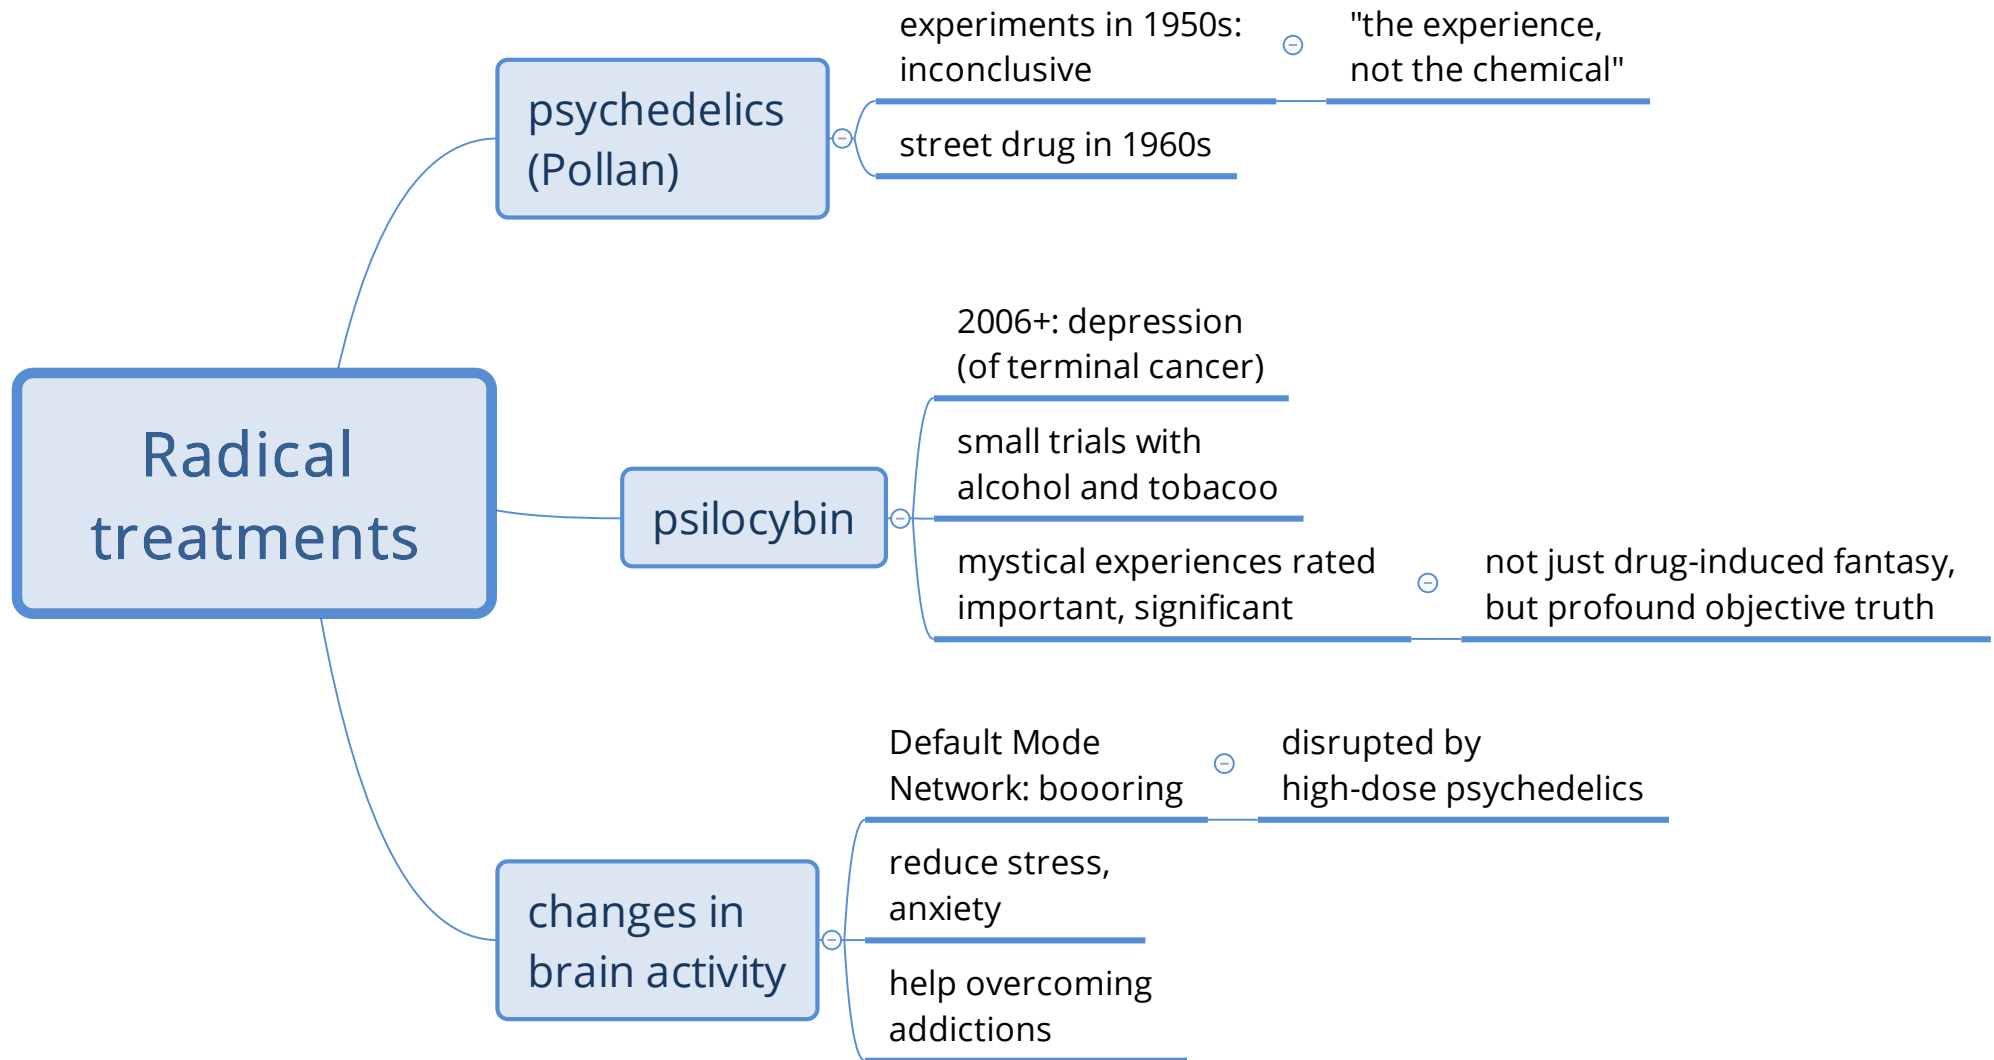 Radical
treatments
psychedelics
(Pollan)
experiments in 1950s:
inconclusive
"the experience,
not the chemical"
street drug in 1960s
psilocybin
2006+: depression
(of terminal cancer)
small trials with
alcohol and tobacoo
mystical experiences rated
important, significant
not just drug-induced fantasy,
but profound objective truth
changes in
brain activity
Default Mode
Network: boooring
disrupted by
high-dose psychedelics
reduce stress,
anxiety
help overcoming
addictions